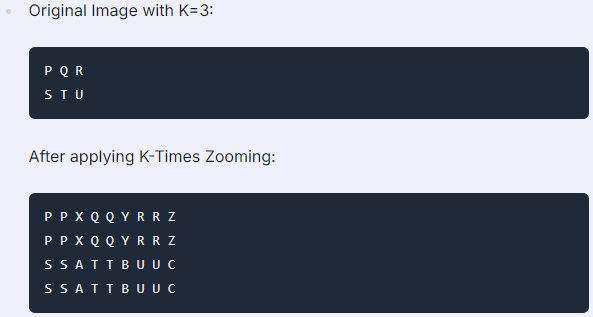 Original Image with K=3:
P Q R
S T U
After applying K-Times Zooming:
P P X Q Q Y R R Z
P P X Q Q Y R R Z
S S A T T B U U C
S S A T T B U U C